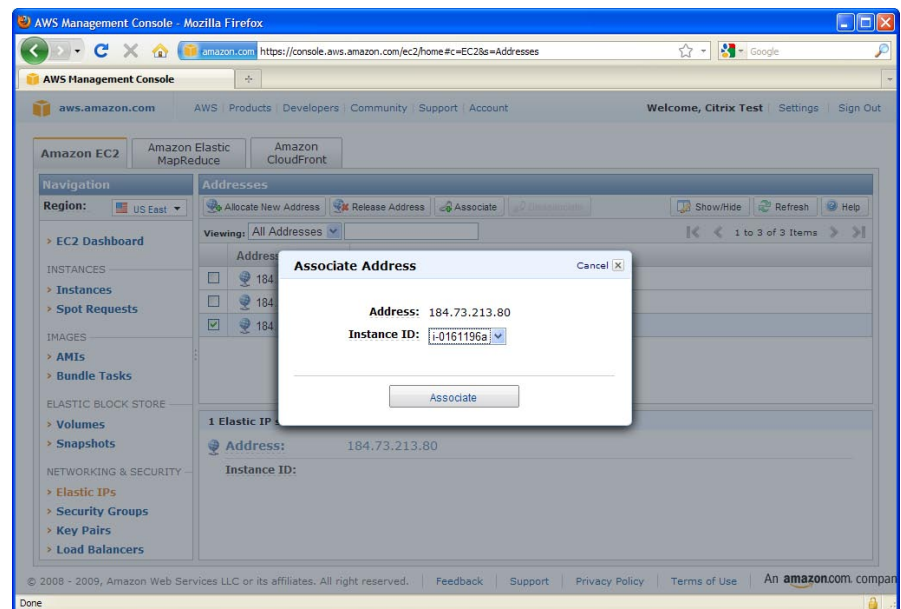 AWS Management Console - Mozilla Firefox
amazon.com https://console.aws.amazon.com/ec2/home#c=EC2&s=Addresses
Google
AWS Management Console
aws.amazon.com AWS Products Developers Community Support Account Welcome, Citrix Test Settings Sign Out
Amazon EC2
Amazon Elastic MapReduce
Amazon CloudFront
Navigation
Region: US East
> EC2 Dashboard
INSTANCES
> Instances
> Spot Requests
IMAGES
> AMIs
> Bundle Tasks
ELASTIC BLOCK STORE
> Volumes
> Snapshots
NETWORKING & SECURITY
> Elastic IPs
> Security Groups
> Key Pairs
> Load Balancers
Addresses
Allocate New Address Release Address Associate Show/Hide Refresh Help
Viewing: All Addresses 1 to 3 of 3 Items
Address
184
184
184
Associate Address Cancel
Address: 184.73.213.80
Instance ID: i-0161196a
Associate
1 Elastic IP s
Address: 184.73.213.80
Instance ID:
© 2008 - 2009, Amazon Web Services LLC or its affiliates. All right reserved. Feedback Support Privacy Policy Terms of Use An amazon.com. compan
Done